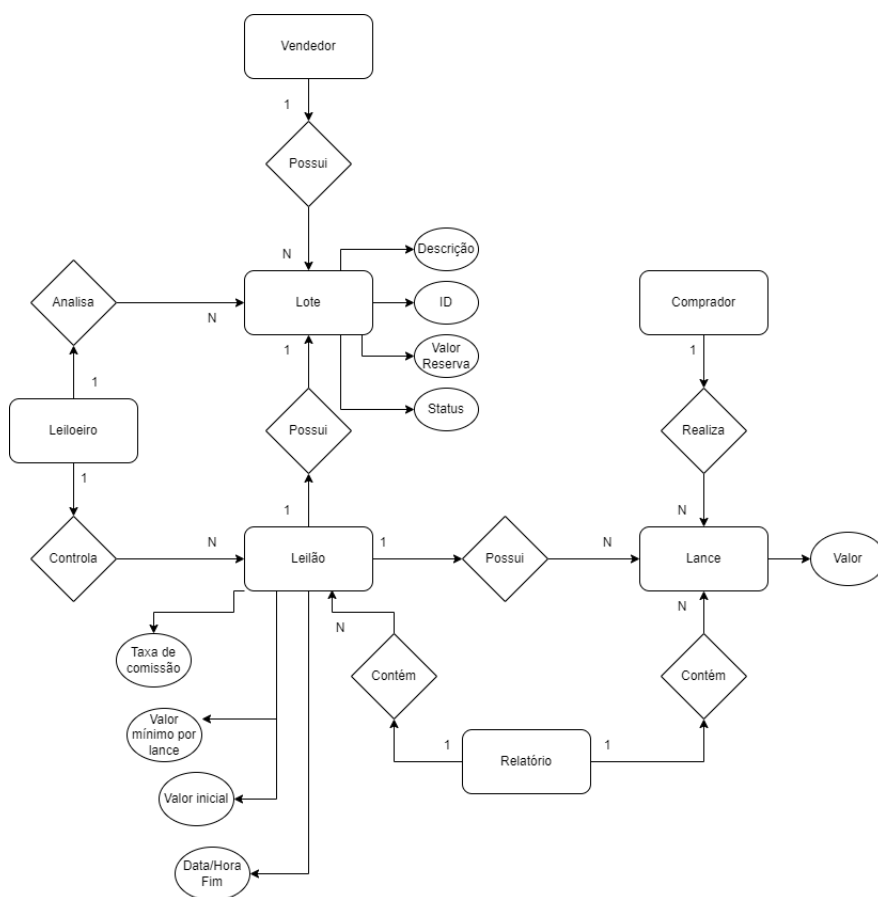 Vendedor
1
Possui
N
Descrição
Analisa
N
Lote
ID
Comprador
1
Valor
Reserva
1
1
Leiloeiro
Possui
Status
Realiza
1
1
N
Controla
N
Leilão
1
Possui
N
Lance
Valor
N
N
Taxa de
comissão
Contém
Contém
Valor
mínimo por
lance
1
Relatório
1
Valor inicial
Data/Hora
Fim